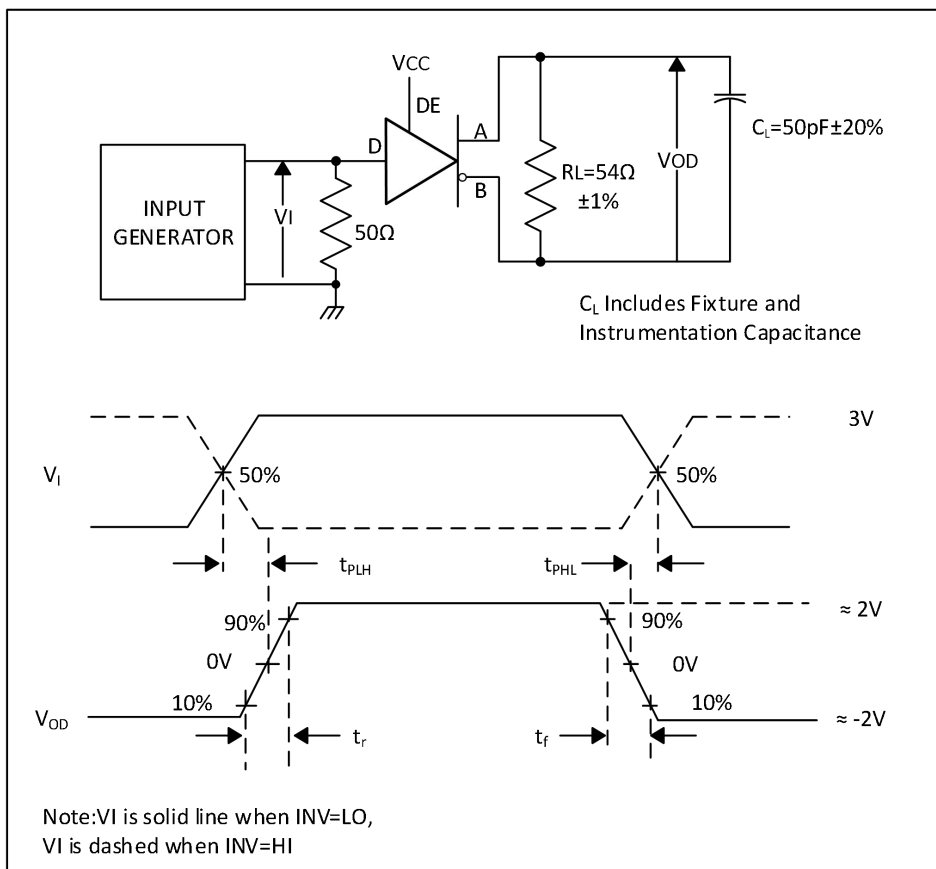 VCC
DE
D
A
B
INPUT
GENERATOR
VI
50Ω
RL=54Ω
±1%
VOD
CL=50pF±20%
CL Includes Fixture and
Instrumentation Capacitance
3V
VI
50%
50%
tPLH
tPHL
90%
90%
≈ 2V
0V
0V
10%
10%
VOD
≈ -2V
tr
tf
Note:VI is solid line when INV=LO,
VI is dashed when INV=HI